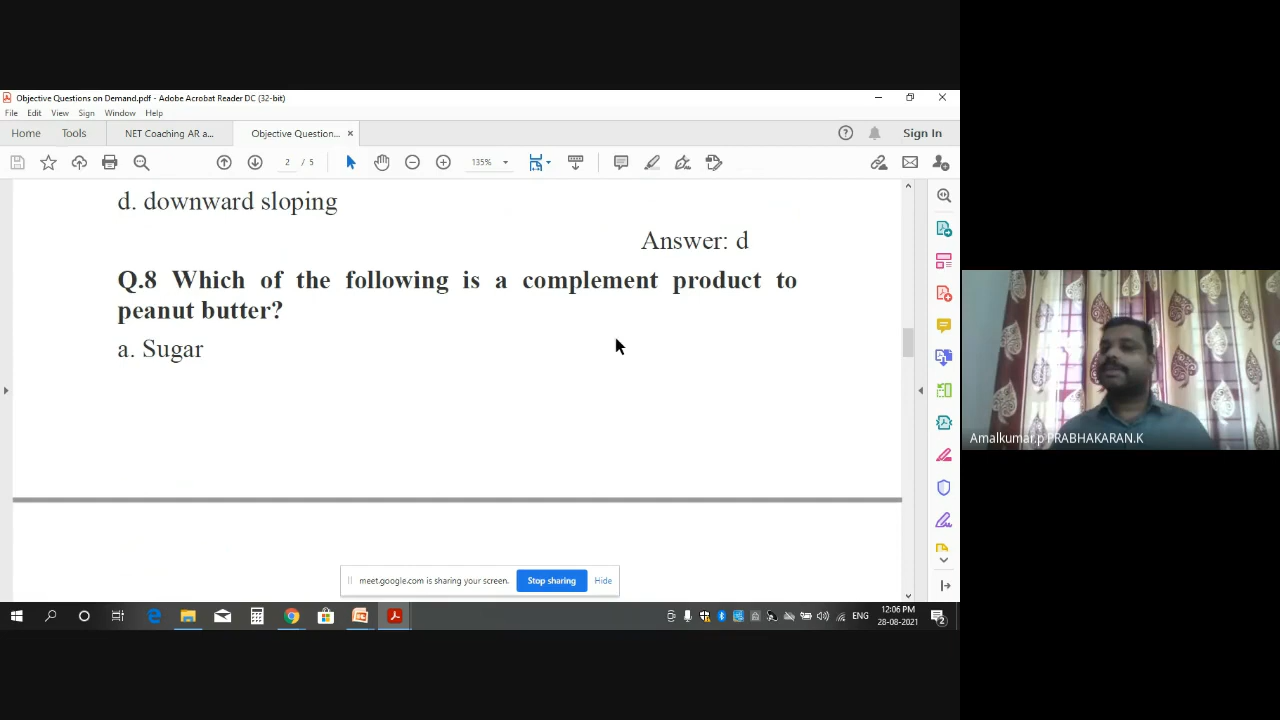 Objective Questions on Demand.pdf - Adobe Acrobat Reader DC (32-bit)
File Edit View Sign Window Help
Home Tools NET Coaching AR a... Objective Question... × Sign In
2 / 5 135%
d. downward sloping
Answer: d
Q.8 Which of the following is a complement product to
peanut butter?
a. Sugar
Amalkumar.p PRABHAKARAN.K
meet.google.com is sharing your screen. Stop sharing Hide
ENG 12:06 PM
28-08-2021 2